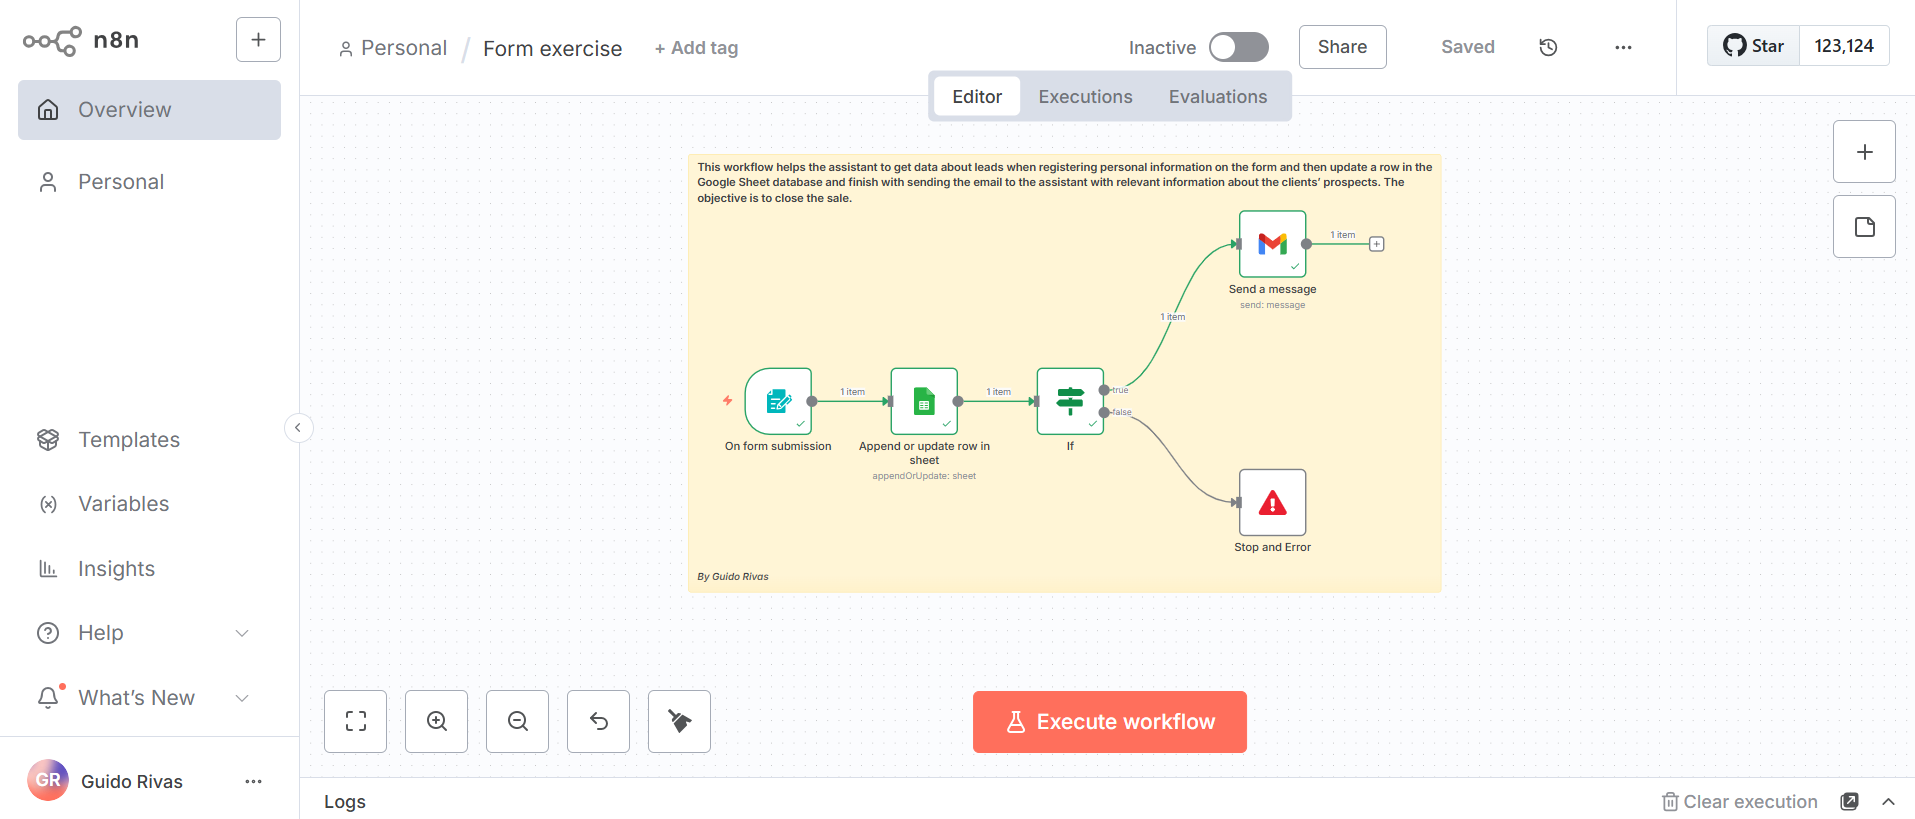 n8n
Overview
Personal
Templates
Variables
Insights
Help
What's New
GR
Guido Rivas
Personal / Form exercise
+ Add tag
Inactive
Share
Saved
Star
123,124
Editor
Executions
Evaluations
This workflow helps the assistant to get data about leads when registering personal information on the form and then update a row in the
Google Sheet database and finish with sending the email to the assistant with relevant information about the clients' prospects. The
objective is to close the sale.
1 item
Send a message
send: message
1 item
1 item
1 item
true
false
On form submission
Append or update row in
sheet
appendOrUpdate: sheet
If
Stop and Error
By Guido Rivas
Execute workflow
Logs
Clear execution